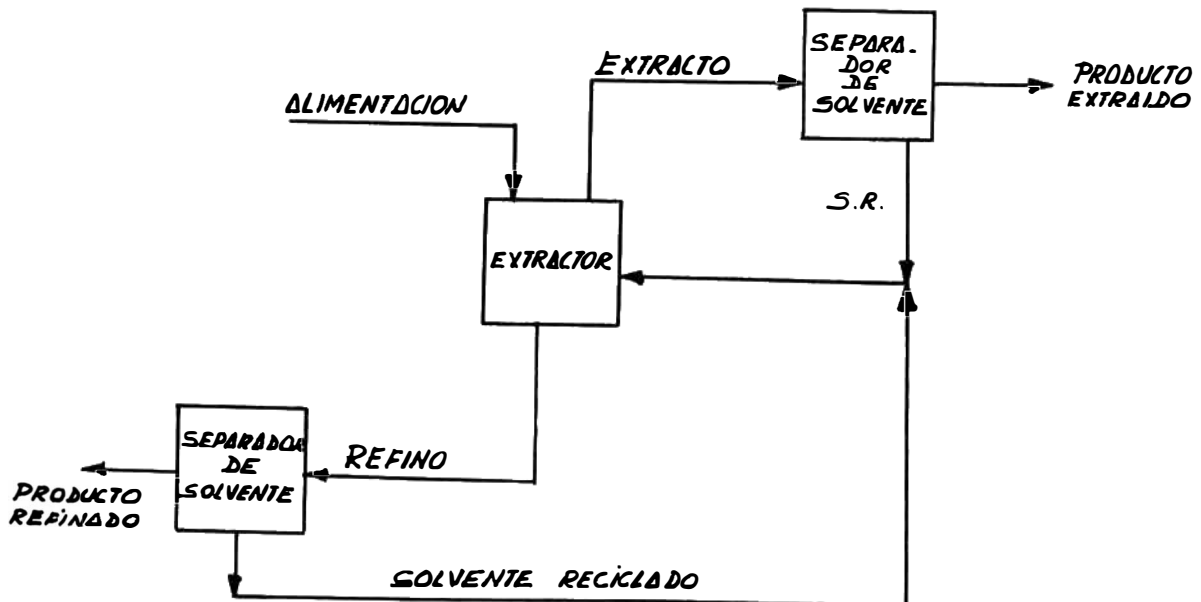 SEPARA-
DOR
DE
SOLVENTE
EXTRACTO
PRODUCTO
EXTRAIDO
ALIMENTACION
S.R.
EXTRACTOR
SEPARADOR
DE
SOLVENTE
REFINO
PRODUCTO
REFINADO
SOLVENTE RECICLADO